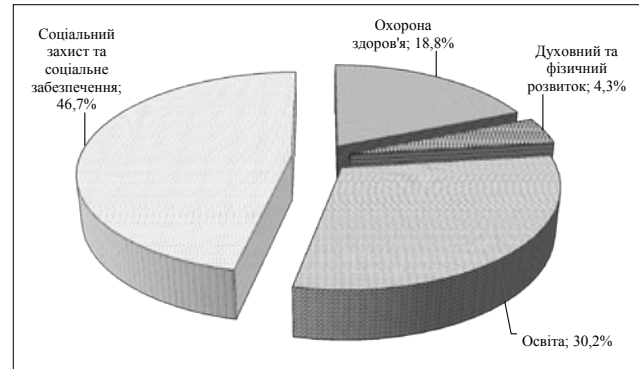 Соціальний
захист та
соціальне
забезпечення;
46,7%
Охорона
здоров'я; 18,8%
Духовний та
фізичний
розвиток; 4,3%
Освіта; 30,2%